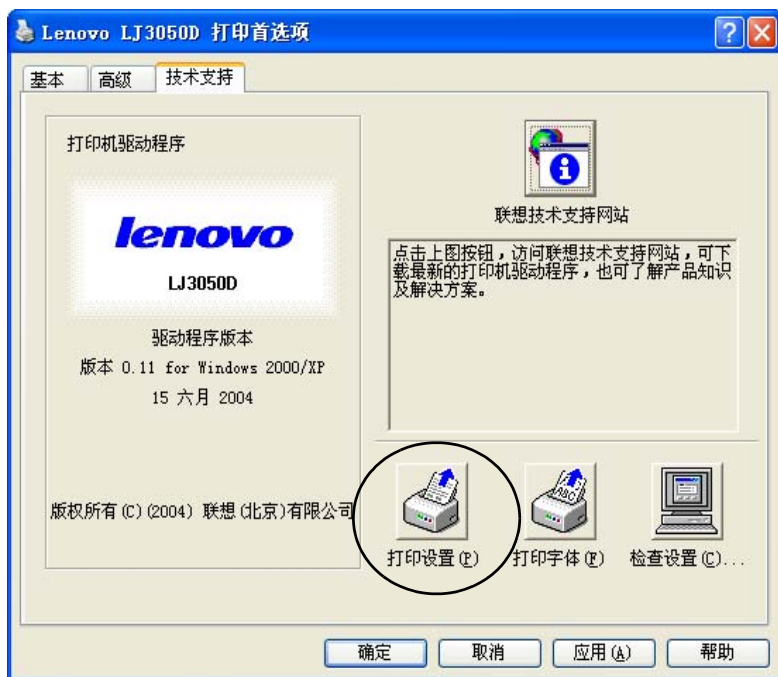 Lenovo LJ3050D 打印首选项
基本
高级
技术支持
打印机驱动程序
lenovo
LJ3050D
驱动程序版本
版本 0.11 for Windows 2000/XP
15 六月 2004
版权所有(C)(2004) 联想(北京)有限公司
联想技术支持网站
点击上图按钮,访问联想技术支持网站,可下
载最新的打印机驱动程序,也可了解产品知识
及解决方案。
ABC
打印设置(P)
打印字体(F)
检查设置(C)...
确定
取消
应用(A)
帮助